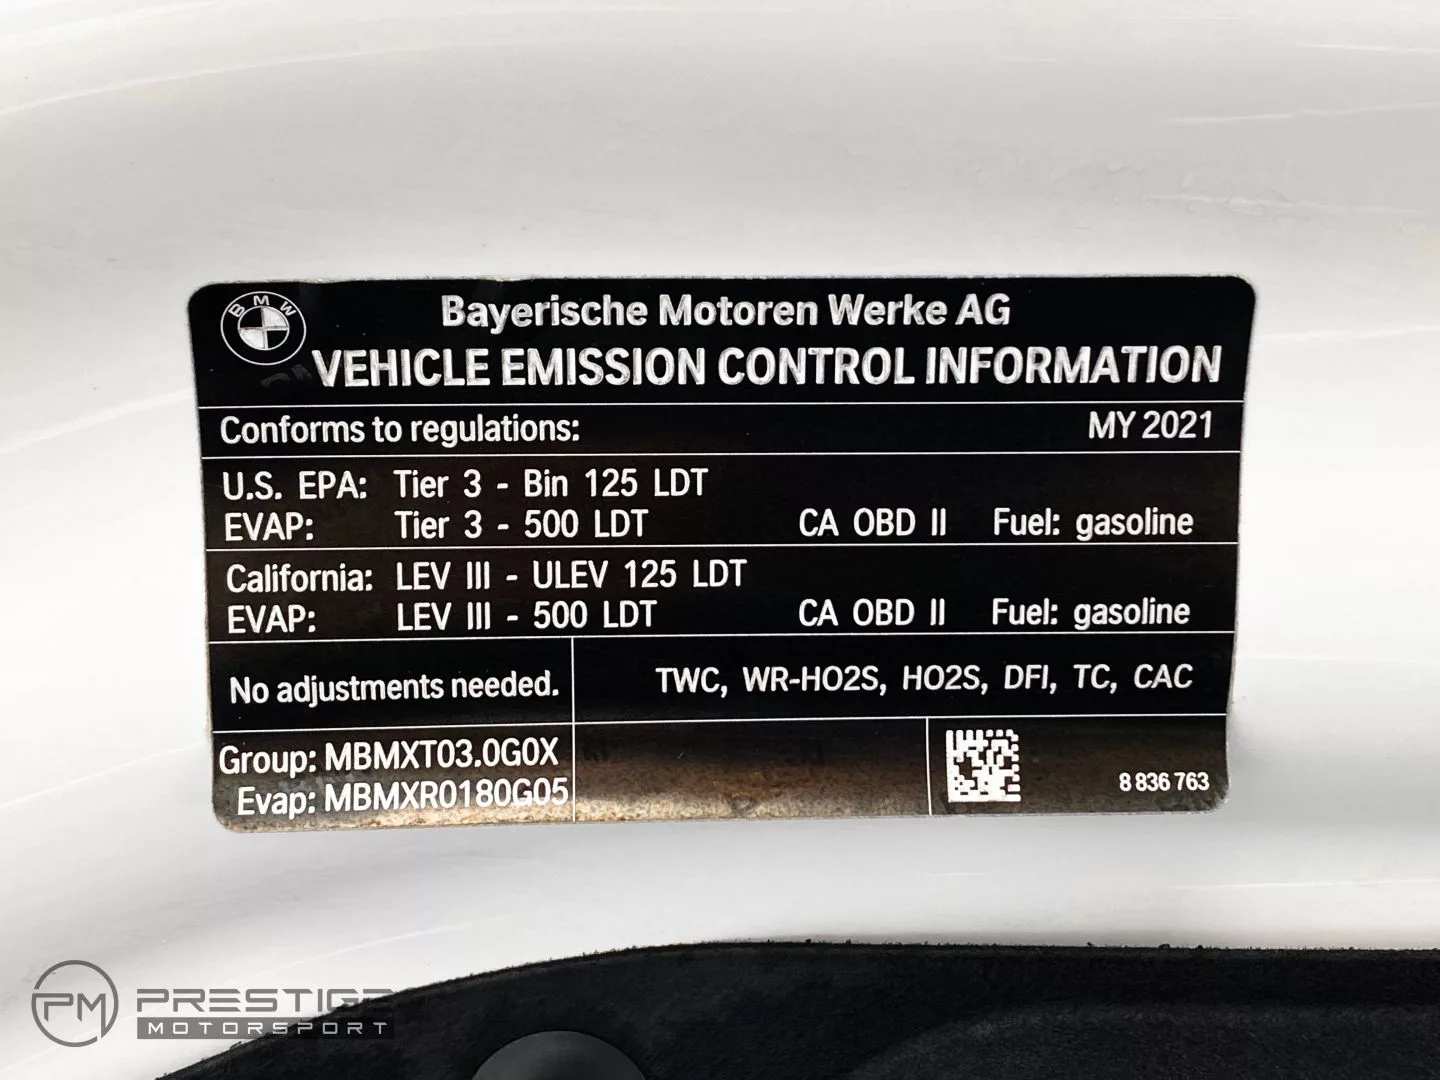 BMW
Bayerische Motoren Werke AG
VEHICLE EMISSION CONTROL INFORMATION
Conforms to regulations: MY 2021
U.S. EPA: Tier 3 - Bin 125 LDT
EVAP: Tier 3 - 500 LDT CA OBD II Fuel: gasoline
California: LEV III - ULEV 125 LDT
EVAP: LEV III - 500 LDT CA OBD II Fuel: gasoline
No adjustments needed. TWC, WR-HO2S, HO2S, DFI, TC, CAC
Group: MBMXT03.0G0X
Evap: MBMXR0180G05
8 836 763
PM PRESTIGE
MOTORSPORT